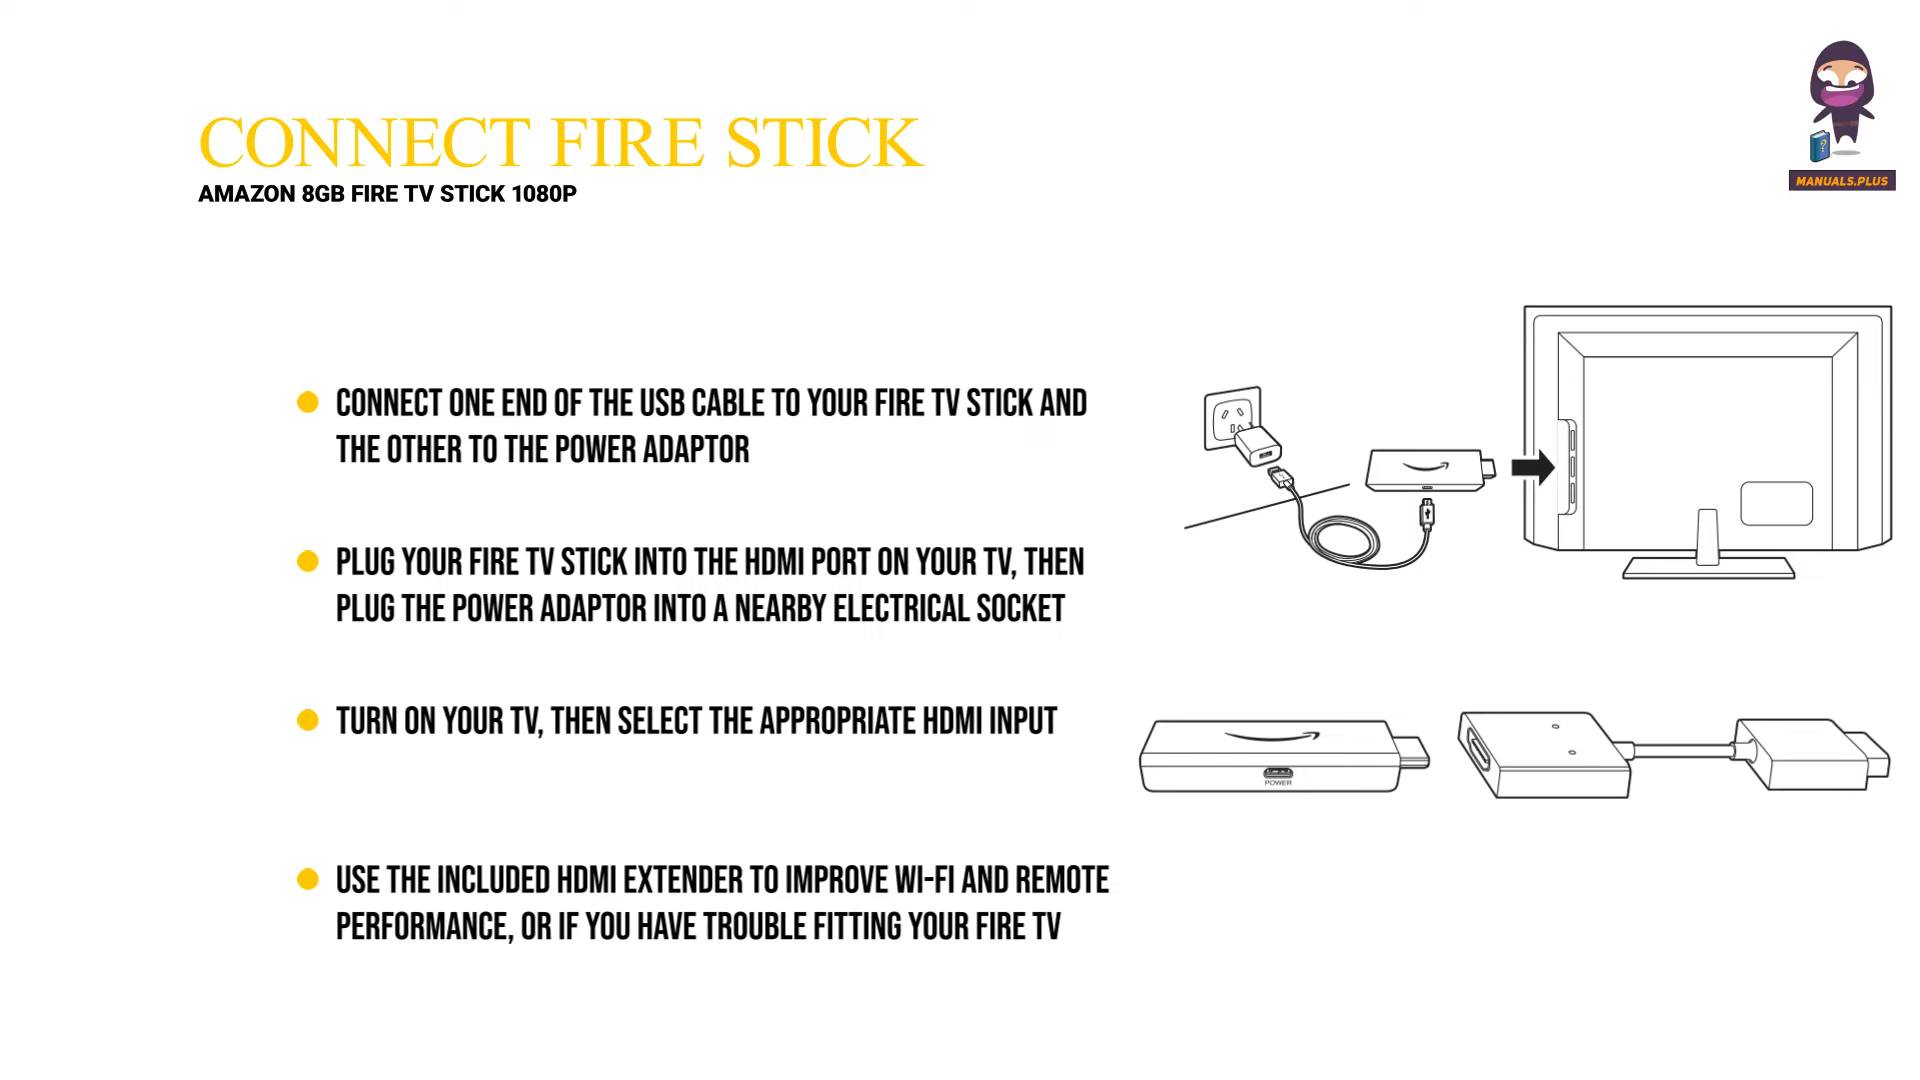 CONNECT FIRE STICK
AMAZON 8GB FIRE TV STICK 1080P
MANUALS.PLUS
CONNECT ONE END OF THE USB CABLE TO YOUR FIRE TV STICK AND
THE OTHER TO THE POWER ADAPTOR
PLUG YOUR FIRE TV STICK INTO THE HDMI PORT ON YOUR TV, THEN
PLUG THE POWER ADAPTOR INTO A NEARBY ELECTRICAL SOCKET
TURN ON YOUR TV, THEN SELECT THE APPROPRIATE HDMI INPUT
POWER
USE THE INCLUDED HDMI EXTENDER TO IMPROVE WI-FI AND REMOTE
PERFORMANCE, OR IF YOU HAVE TROUBLE FITTING YOUR FIRE TV